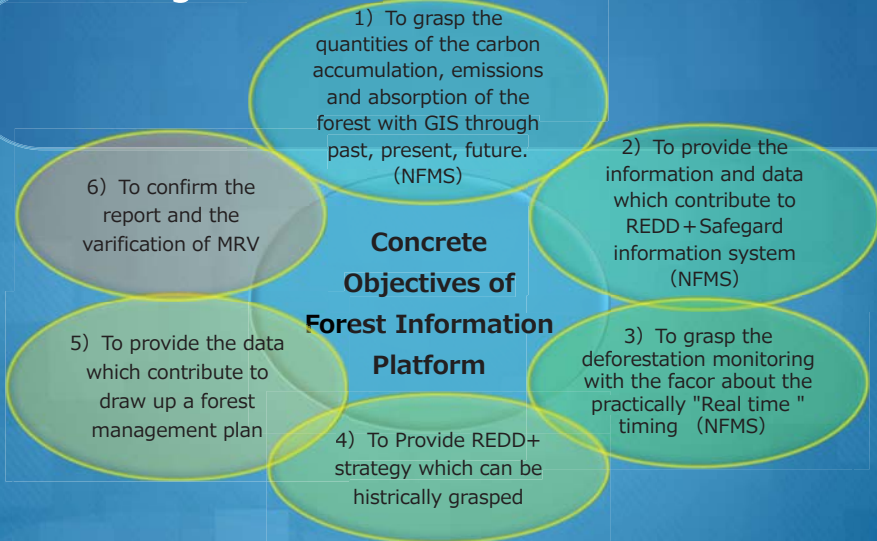 1）To grasp the
quantities of the carbon
accumulation, emissions
and absorption of the
forest with GIS through
past, present, future.
（NFMS）
2）To provide the
information and data
which contribute to
REDD+Safegard
information system
（NFMS）
3）To grasp the
deforestation monitoring
with the facor about the
practically "Real time "
timing （NFMS）
4）To Provide REDD+
strategy which can be
histrically grasped
5）To provide the data
which contribute to
draw up a forest
management plan
6）To confirm the
report and the
varification of MRV
Concrete
Objectives of
Forest Information
Platform